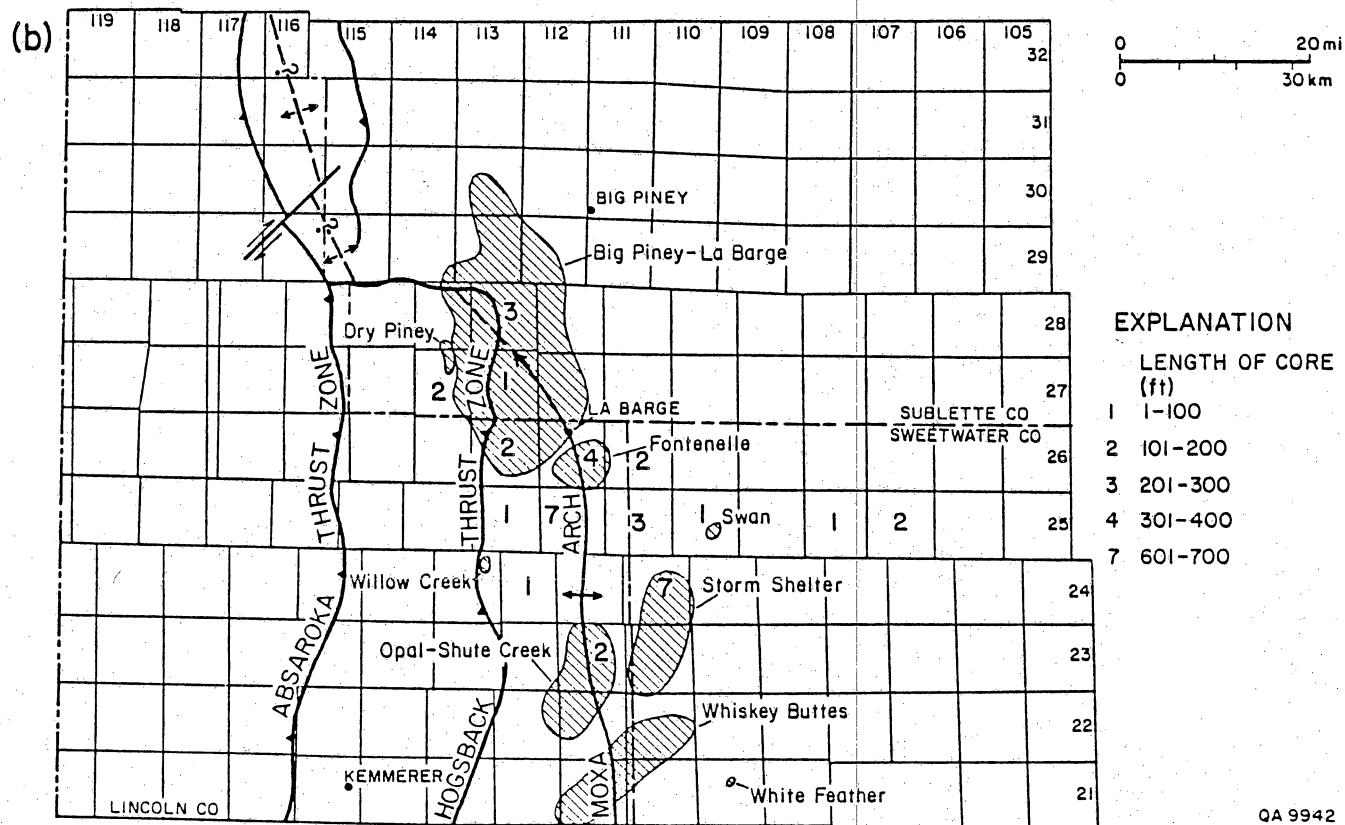 (b)
119 118 117 116 115 114 113 112 111 110 109 108 107 106 105
0 20 mi
0 30 km
32
31
30
29
28
27
26
25
24
23
22
21
?
?
BIG PINEY
Big Piney-La Barge
3
Dry Piney
2
1
LA BARGE
SUBLETTE CO
SWEETWATER CO
2
4
Fontenelle
2
1 7 3 1 Swan 1 2
Willow Creek
1
7
Storm Shelter
Opal-Shute Creek
2
Whiskey Buttes
White Feather
KEMMERER
LINCOLN CO
ABSAROKA THRUST ZONE
HOGSBACK THRUST ZONE
MOXA ARCH
EXPLANATION
LENGTH OF CORE
(ft)
1 1-100
2 101-200
3 201-300
4 301-400
7 601-700
QA 9942